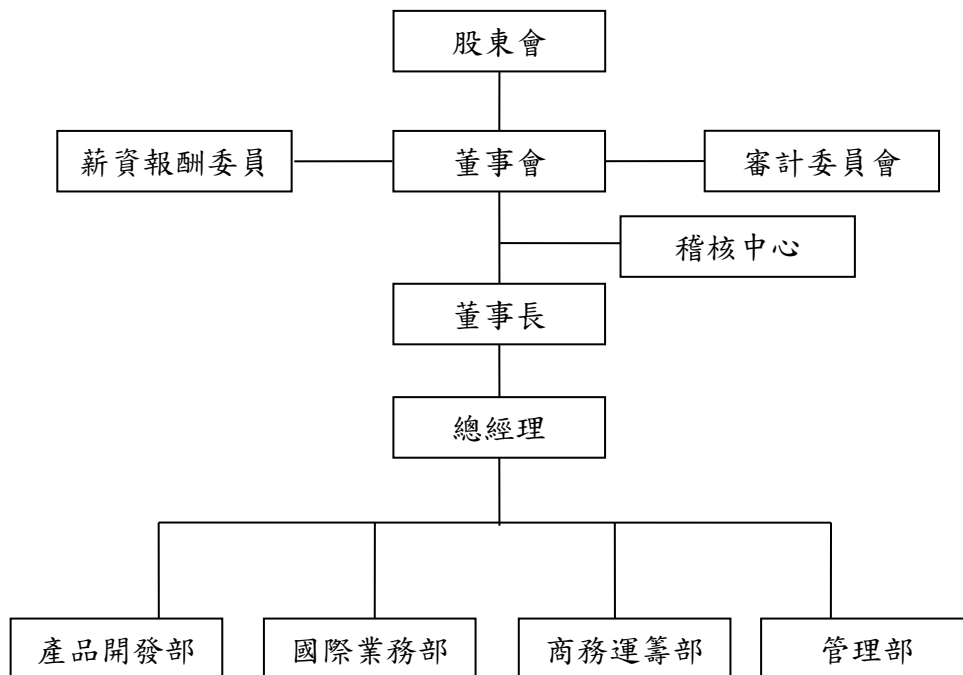 股東會
薪資報酬委員
董事會
審計委員會
稽核中心
董事長
總經理
產品開發部
國際業務部
商務運籌部
管理部